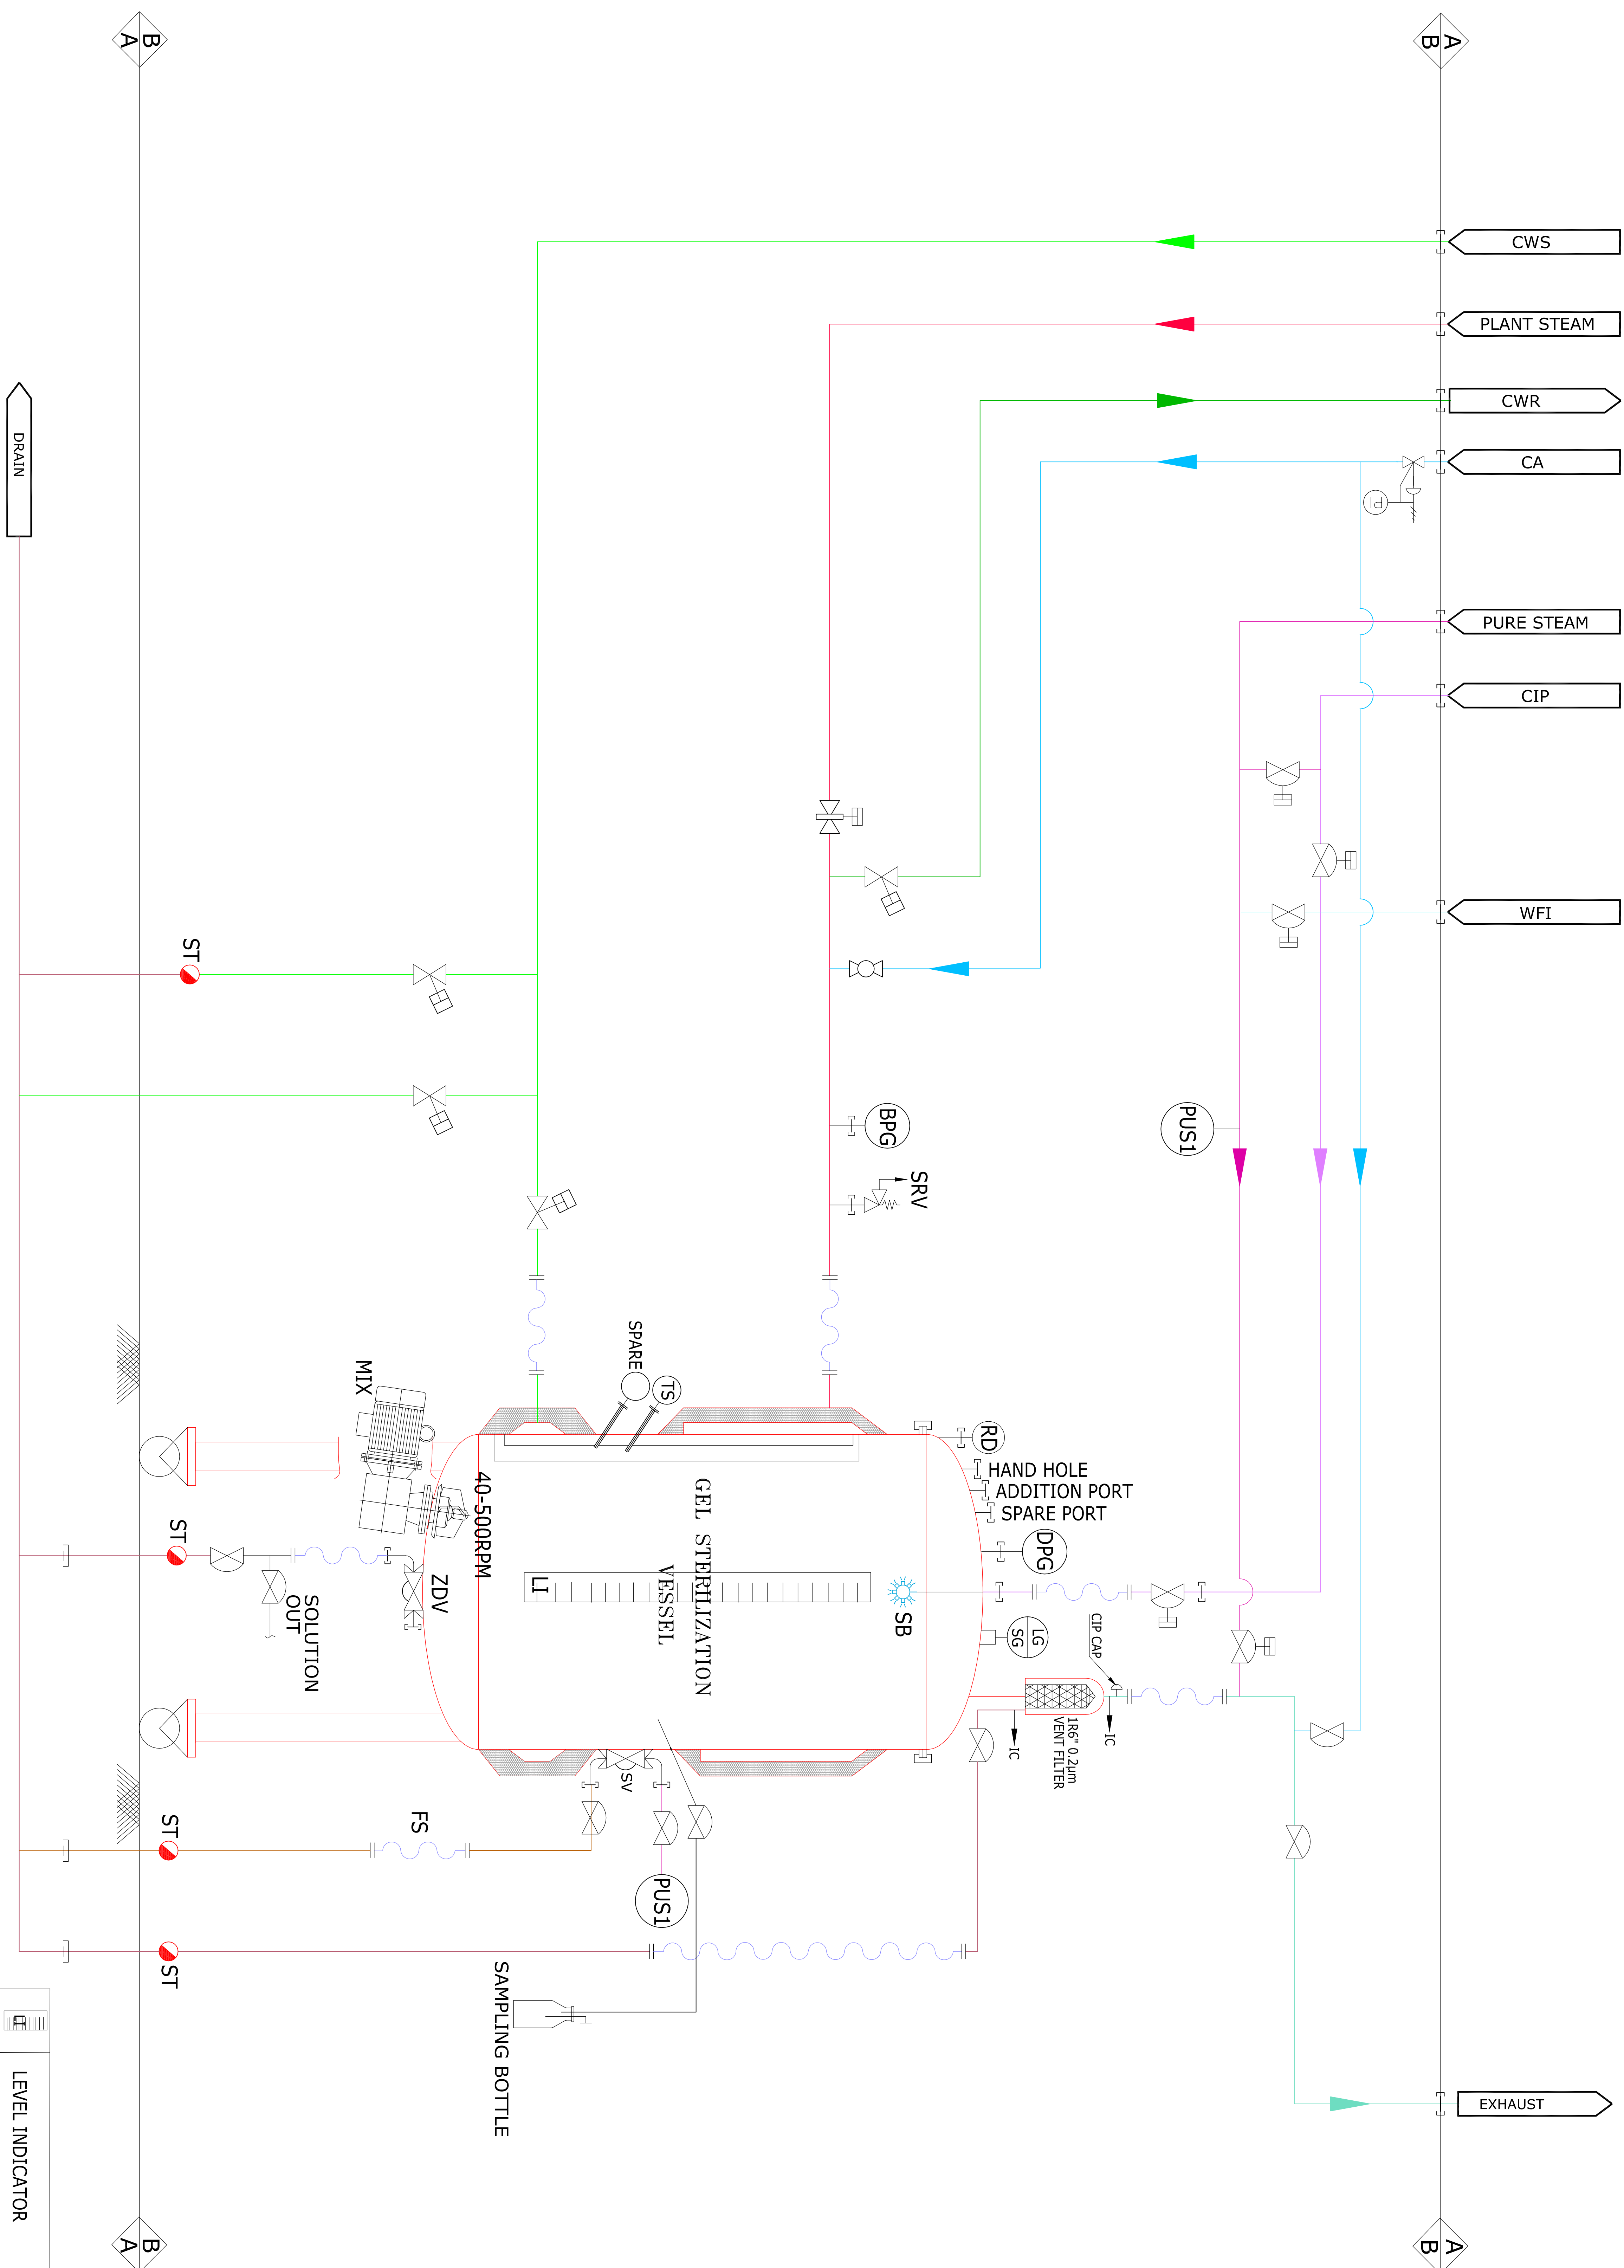 B
A
A
B
CWS
PLANT STEAM
CWR
CA
PI
DRAIN
PURE STEAM
CIP
WFI
ST
BPG
PUS1
SRV
SPARE
TS
MIX
RD
HAND HOLE
ADDITION PORT
SPARE PORT
40-500RPM
GEL STERILIZATION
VESSEL
DPG
ST
ZDV
LI
SB
SOLUTION
OUT
LG
SG
CIP CAP
IC
IC
1R6" 0.2µm
VENT FILTER
SV
ST
FS
PUS1
ST
SAMPLING BOTTLE
LI
LEVEL INDICATOR
EXHAUST
B
A
A
B